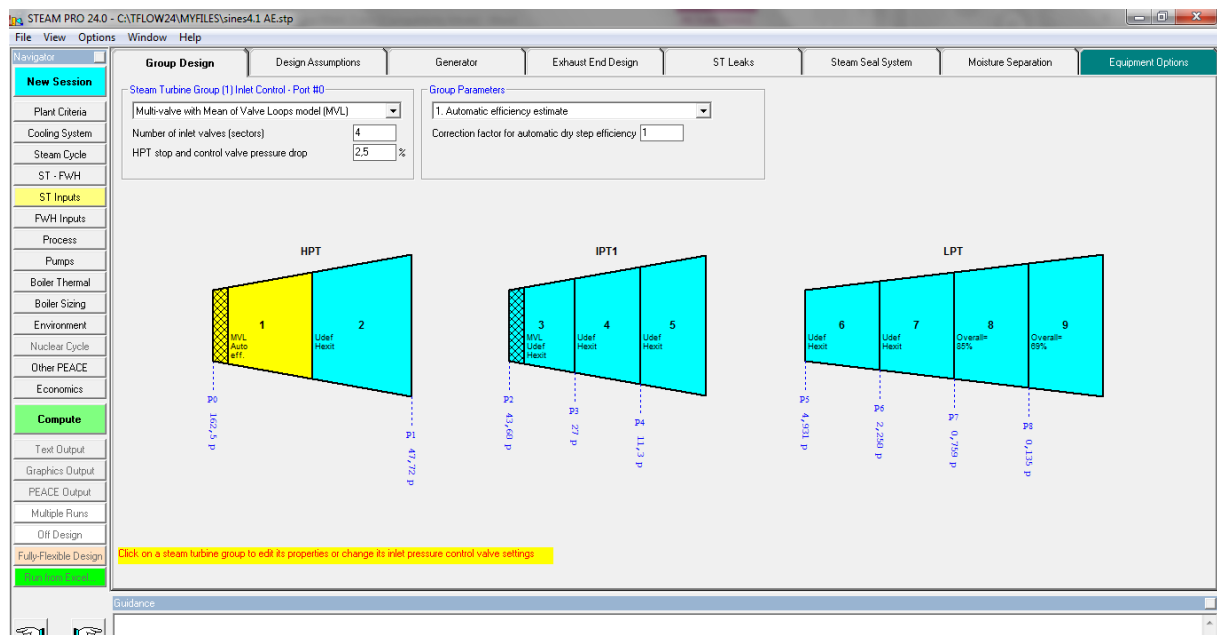 STEAM PRO 24.0 - C:\TFLOW24\MYFILES\sines4.1 AE.stp
File View Options Window Help
Navigator
New Session
Plant Criteria
Cooling System
Steam Cycle
ST - FWH
ST Inputs
FWH Inputs
Process
Pumps
Boiler Thermal
Boiler Sizing
Environment
Nuclear Cycle
Other PEACE
Economics
Compute
Text Output
Graphics Output
PEACE Output
Multiple Runs
Off Design
Fully-Flexible Design
Run from Excel...
Group Design
Design Assumptions
Generator
Exhaust End Design
ST Leaks
Steam Seal System
Moisture Separation
Equipment Options
Steam Turbine Group (1) Inlet Control - Port #0
Multi-valve with Mean of Valve Loops model (MVL)
Number of inlet valves (sectors) 4
HPT stop and control valve pressure drop 2,5 %
Group Parameters
1. Automatic efficiency estimate
Correction factor for automatic dry step efficiency 1
HPT
1
MVL
Auto
eff.
2
Udef
Hexit
P0 162,5 p
P1 47,72 p
IPT1
3
MVL
Udef
Hexit
4
Udef
Hexit
5
Udef
Hexit
P2 43,60 p
P3 27 p
P4 11,3 p
LPT
6
Udef
Hexit
7
Udef
Hexit
8
Overall=
85%
9
Overall=
69%
P5 4,931 p
P6 2,250 p
P7 0,759 p
P8 0,135 p
Click on a steam turbine group to edit its properties or change its inlet pressure control valve settings
Guidance